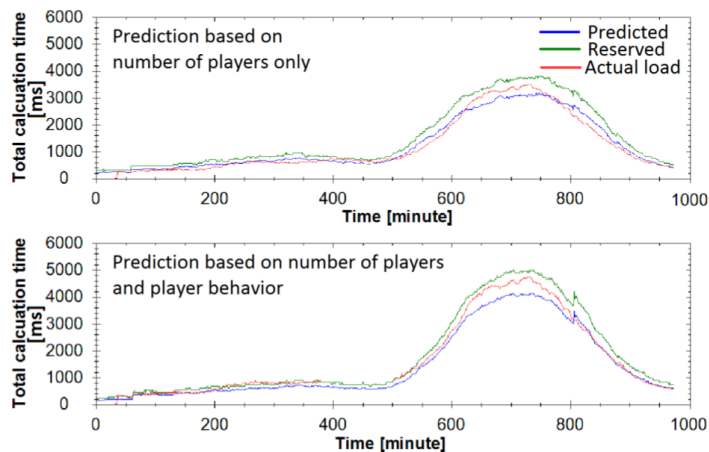 Total calcuation time
[ms]
6000
5000
4000
3000
2000
1000
0
Prediction based on
number of players only
Predicted
Reserved
Actual load
0
200
400
600
800
1000
Time [minute]
Total calcuation time
[ms]
6000
5000
4000
3000
2000
1000
0
Prediction based on number of players
and player behavior
0
200
400
600
800
1000
Time [minute]